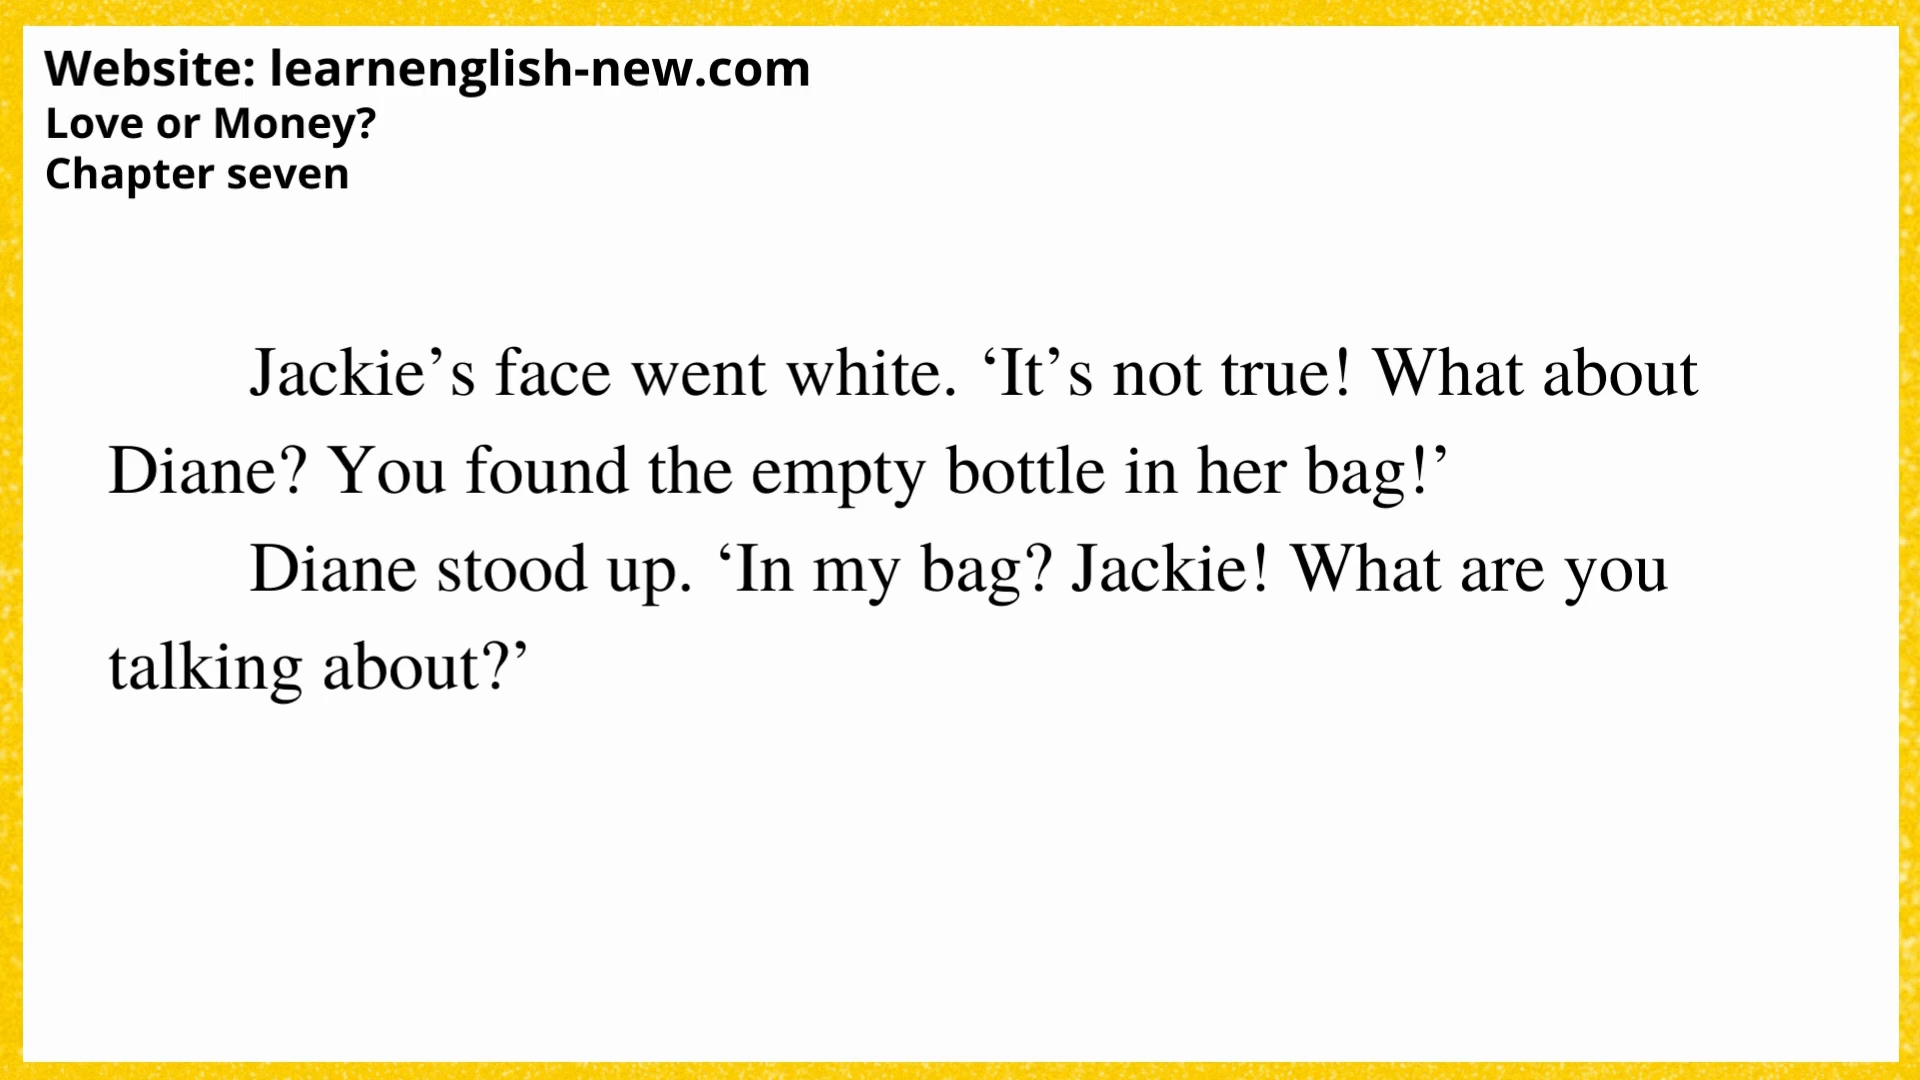 Website: learnenglish-new.com
Love or Money?
Chapter seven
Jackie’s face went white. ‘It’s not true! What about
Diane? You found the empty bottle in her bag!’
Diane stood up. ‘In my bag? Jackie! What are you
talking about?’